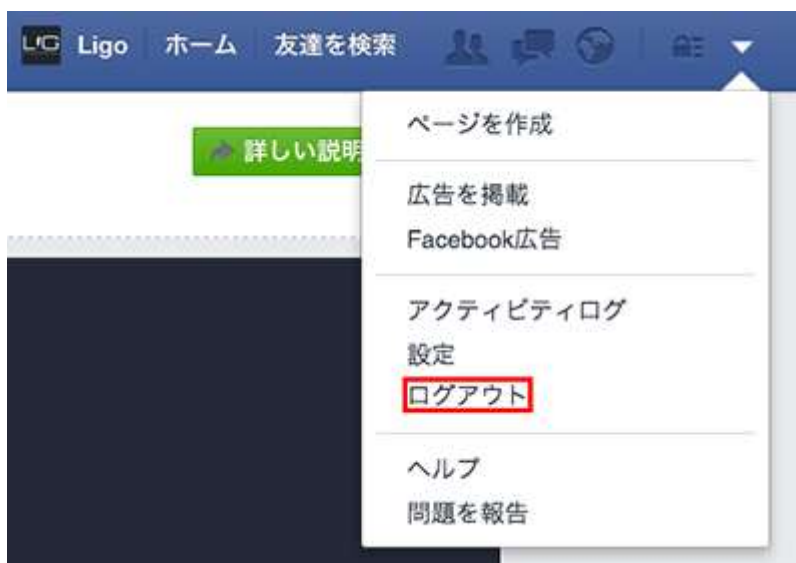 LIG Ligo ホーム 友達を検索
詳しい説明
ページを作成
広告を掲載
Facebook広告
アクティビティログ
設定
ログアウト
ヘルプ
問題を報告